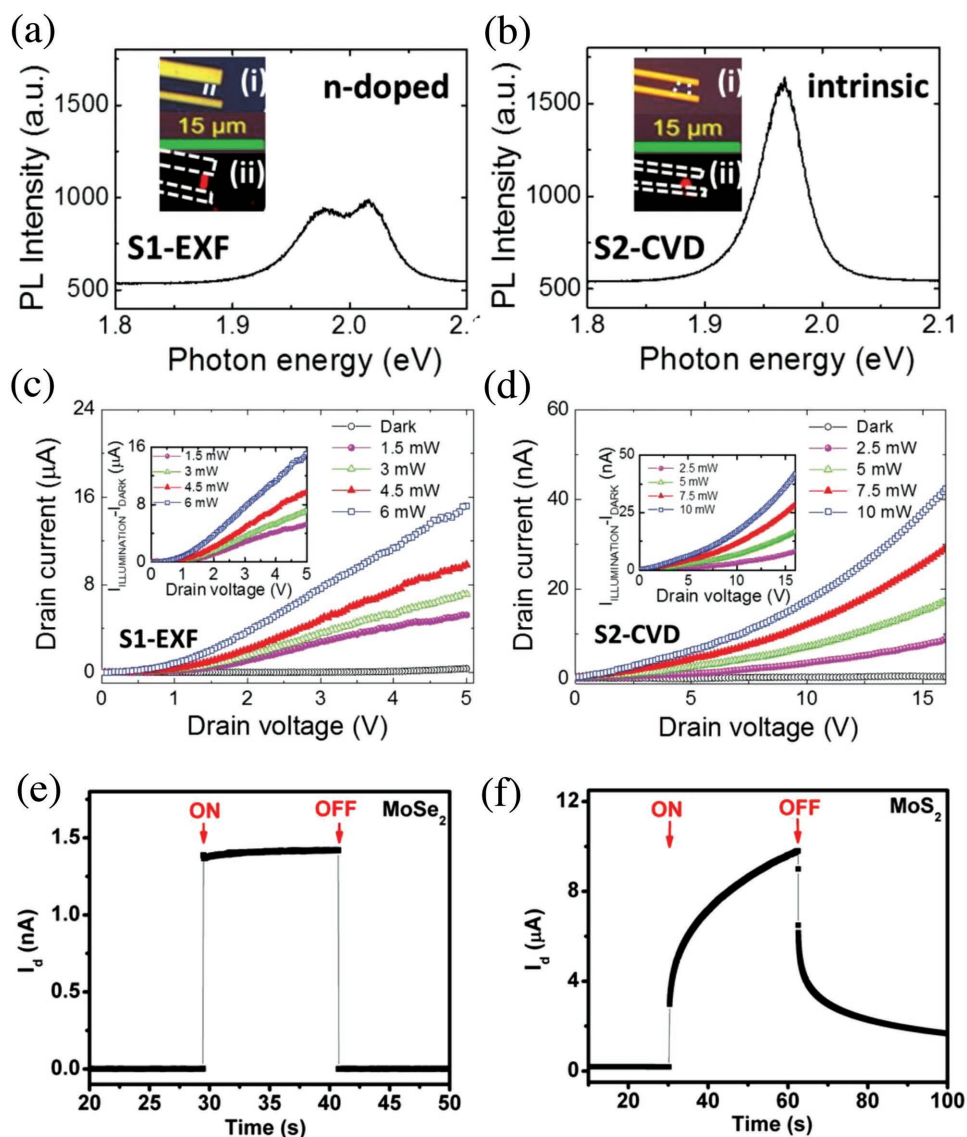 (a)
PL Intensity (a.u.)
1500
1000
500
(i)
15 µm
(ii)
n-doped
S1-EXF
1.8 1.9 2.0 2.1
Photon energy (eV)
(b)
PL Intensity (a.u.)
1500
1000
500
(i)
15 µm
(ii)
intrinsic
S2-CVD
1.8 1.9 2.0 2.1
Photon energy (eV)
(c)
Drain current (µA)
24
16
8
0
I_ILLUMINATION-I_DARK (µA)
16
8
0
1.5 mW
3 mW
4.5 mW
6 mW
0 1 2 3 4 5
Drain voltage (V)
Dark
1.5 mW
3 mW
4.5 mW
6 mW
S1-EXF
0 1 2 3 4 5
Drain voltage (V)
(d)
Drain current (nA)
60
40
20
0
I_ILLUMINATION-I_DARK (nA)
50
25
0
2.5 mW
5 mW
7.5 mW
10 mW
0 5 10 15
Drain voltage (V)
Dark
2.5 mW
5 mW
7.5 mW
10 mW
S2-CVD
0 5 10 15
Drain voltage (V)
(e)
I_d (nA)
1.5
1.0
0.5
0.0
ON
OFF
MoSe₂
20 25 30 35 40 45 50
Time (s)
(f)
I_d (µA)
12
8
4
0
ON
OFF
MoS₂
20 40 60 80 100
Time (s)